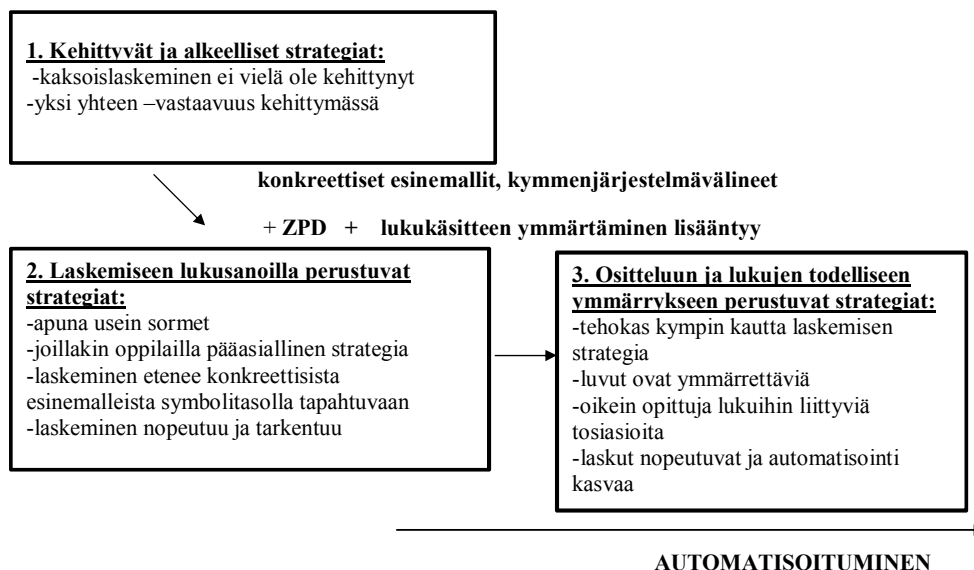 1. Kehittyvät ja alkeelliset strategiat:
-kaksoislaskeminen ei vielä ole kehittynyt
-yksi yhteen –vastaavuus kehittymässä
konkreettiset esinemallit, kymmenjärjestelmävälineet
+ ZPD + lukukäsitteen ymmärtäminen lisääntyy
2. Laskemiseen lukusanoilla perustuvat
strategiat:
-apuna usein sormet
-joillakin oppilailla pääasiallinen strategia
-laskeminen etenee konkreettisista
esinemalleista symbolitasolla tapahtuvaan
-laskeminen nopeutuu ja tarkentuu
3. Ositteluun ja lukujen todelliseen
ymmärrykseen perustuvat strategiat:
-tehokas kympin kautta laskemisen
strategia
-luvut ovat ymmärrettäviä
-oikein opittuja lukuihin liittyviä
tosiasioita
-laskut nopeutuvat ja automatisointi
kasvaa
AUTOMATISOITUMINEN